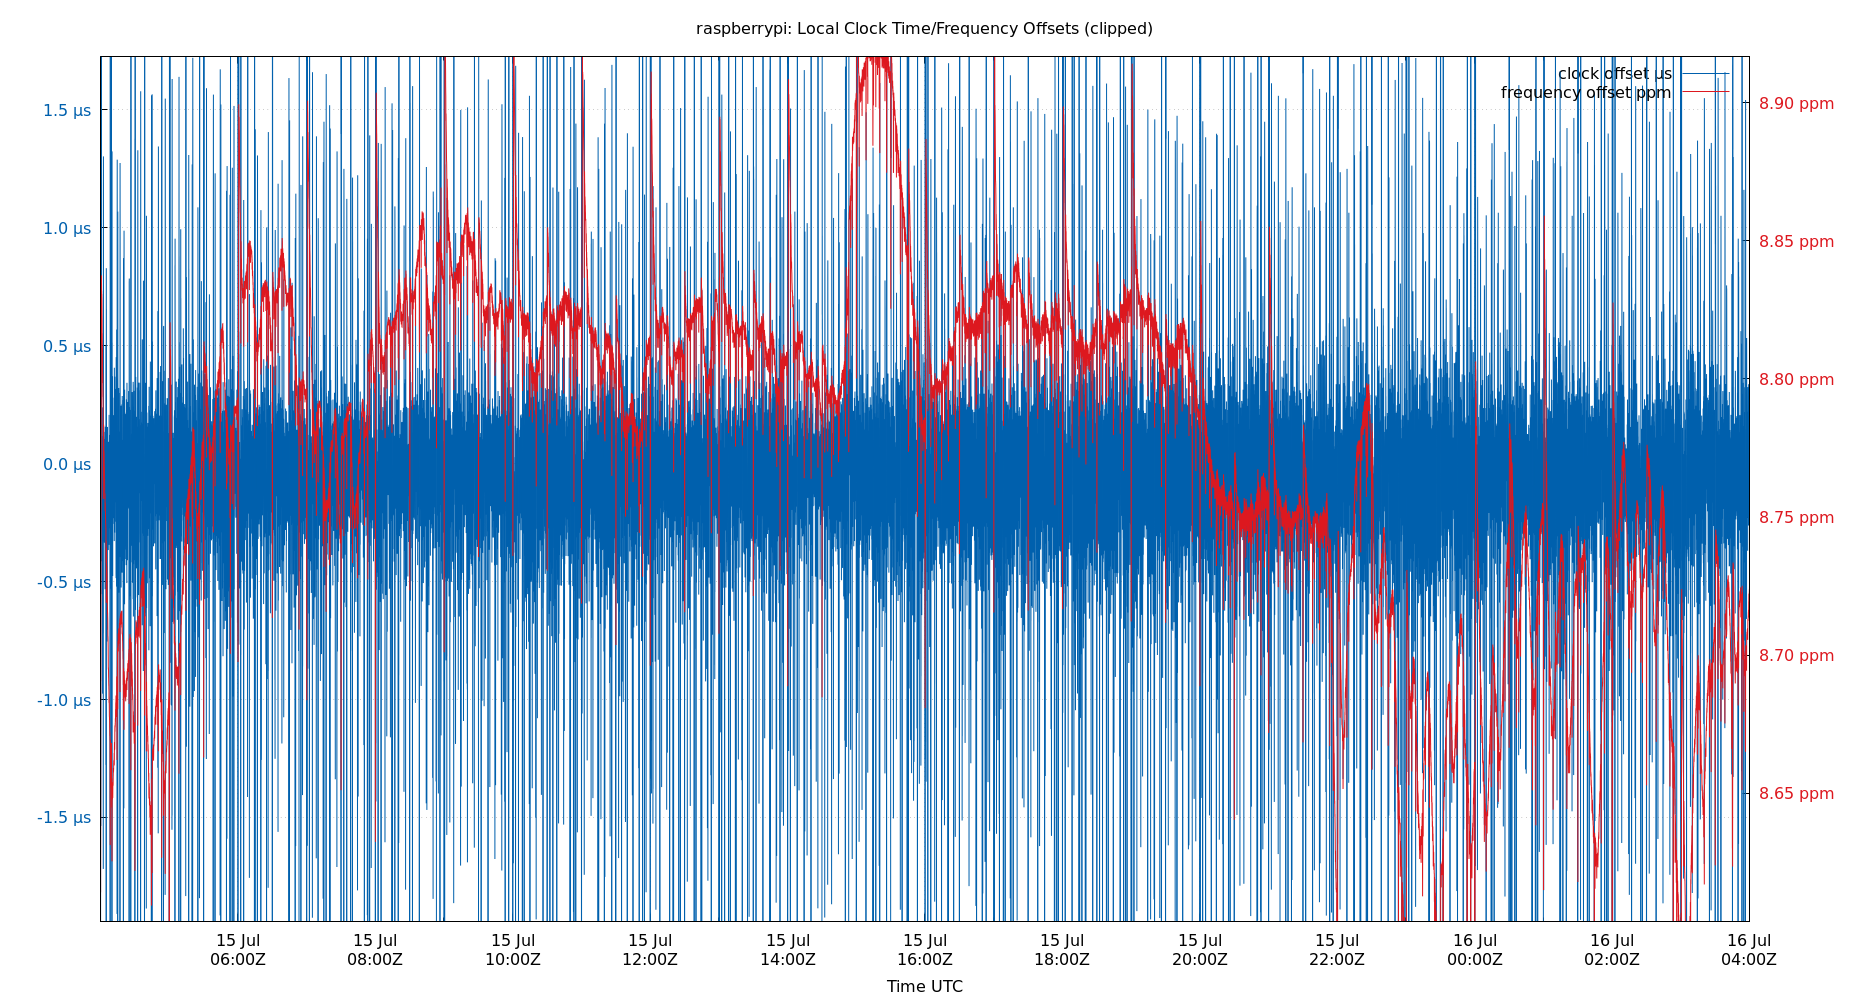 raspberrypi: Local Clock Time/Frequency Offsets (clipped)
clock offset µs
frequency offset ppm
1.5 µs
1.0 µs
0.5 µs
0.0 µs
-0.5 µs
-1.0 µs
-1.5 µs
8.90 ppm
8.85 ppm
8.80 ppm
8.75 ppm
8.70 ppm
8.65 ppm
15 Jul
06:00Z
15 Jul
08:00Z
15 Jul
10:00Z
15 Jul
12:00Z
15 Jul
14:00Z
15 Jul
16:00Z
15 Jul
18:00Z
15 Jul
20:00Z
15 Jul
22:00Z
16 Jul
00:00Z
16 Jul
02:00Z
16 Jul
04:00Z
Time UTC